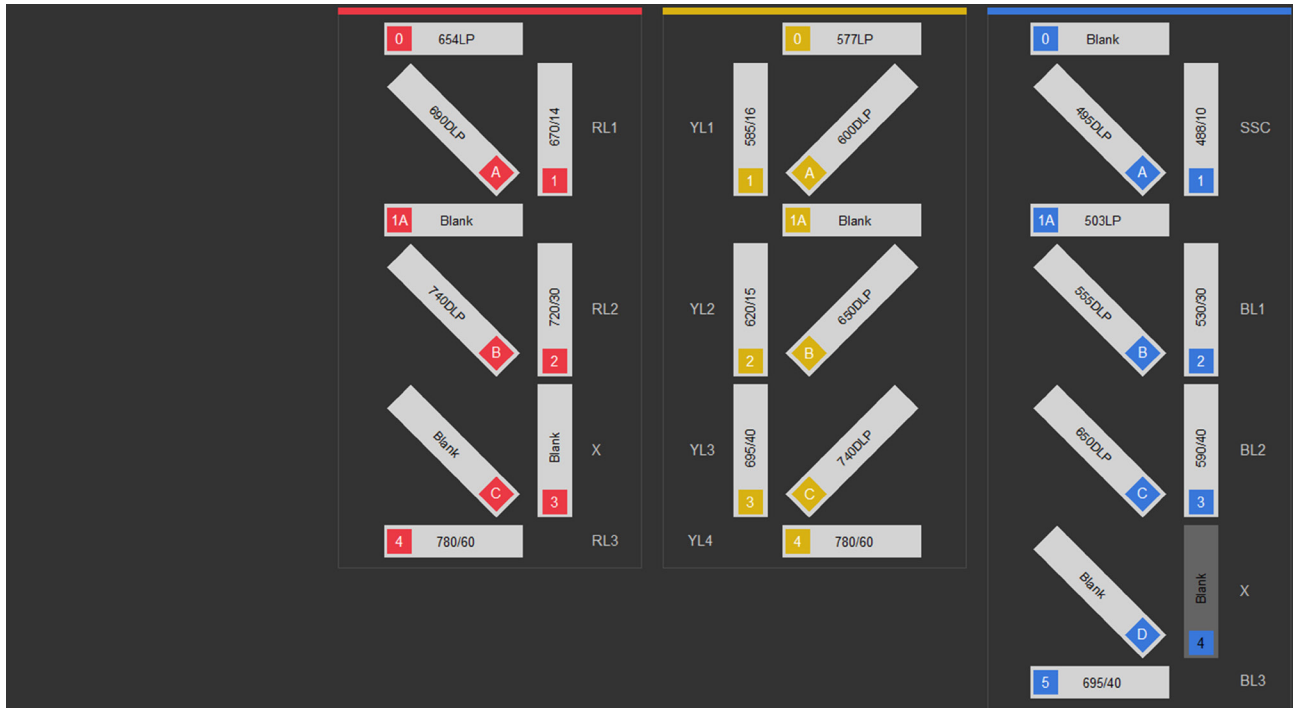 0 654LP
690DLP
A
670/14
1
RL1
1A Blank
740DLP
B
720/30
2
RL2
Blank
C
Blank
3
X
4 780/60
RL3
0 577LP
YL1
585/16
1
600DLP
A
1A Blank
YL2
620/15
2
650DLP
B
YL3
695/40
3
740DLP
C
YL4
4 780/60
0 Blank
495DLP
A
488/10
1
SSC
1A 503LP
555DLP
B
530/30
2
BL1
650DLP
C
590/40
3
BL2
Blank
D
Blank
4
X
5 695/40
BL3